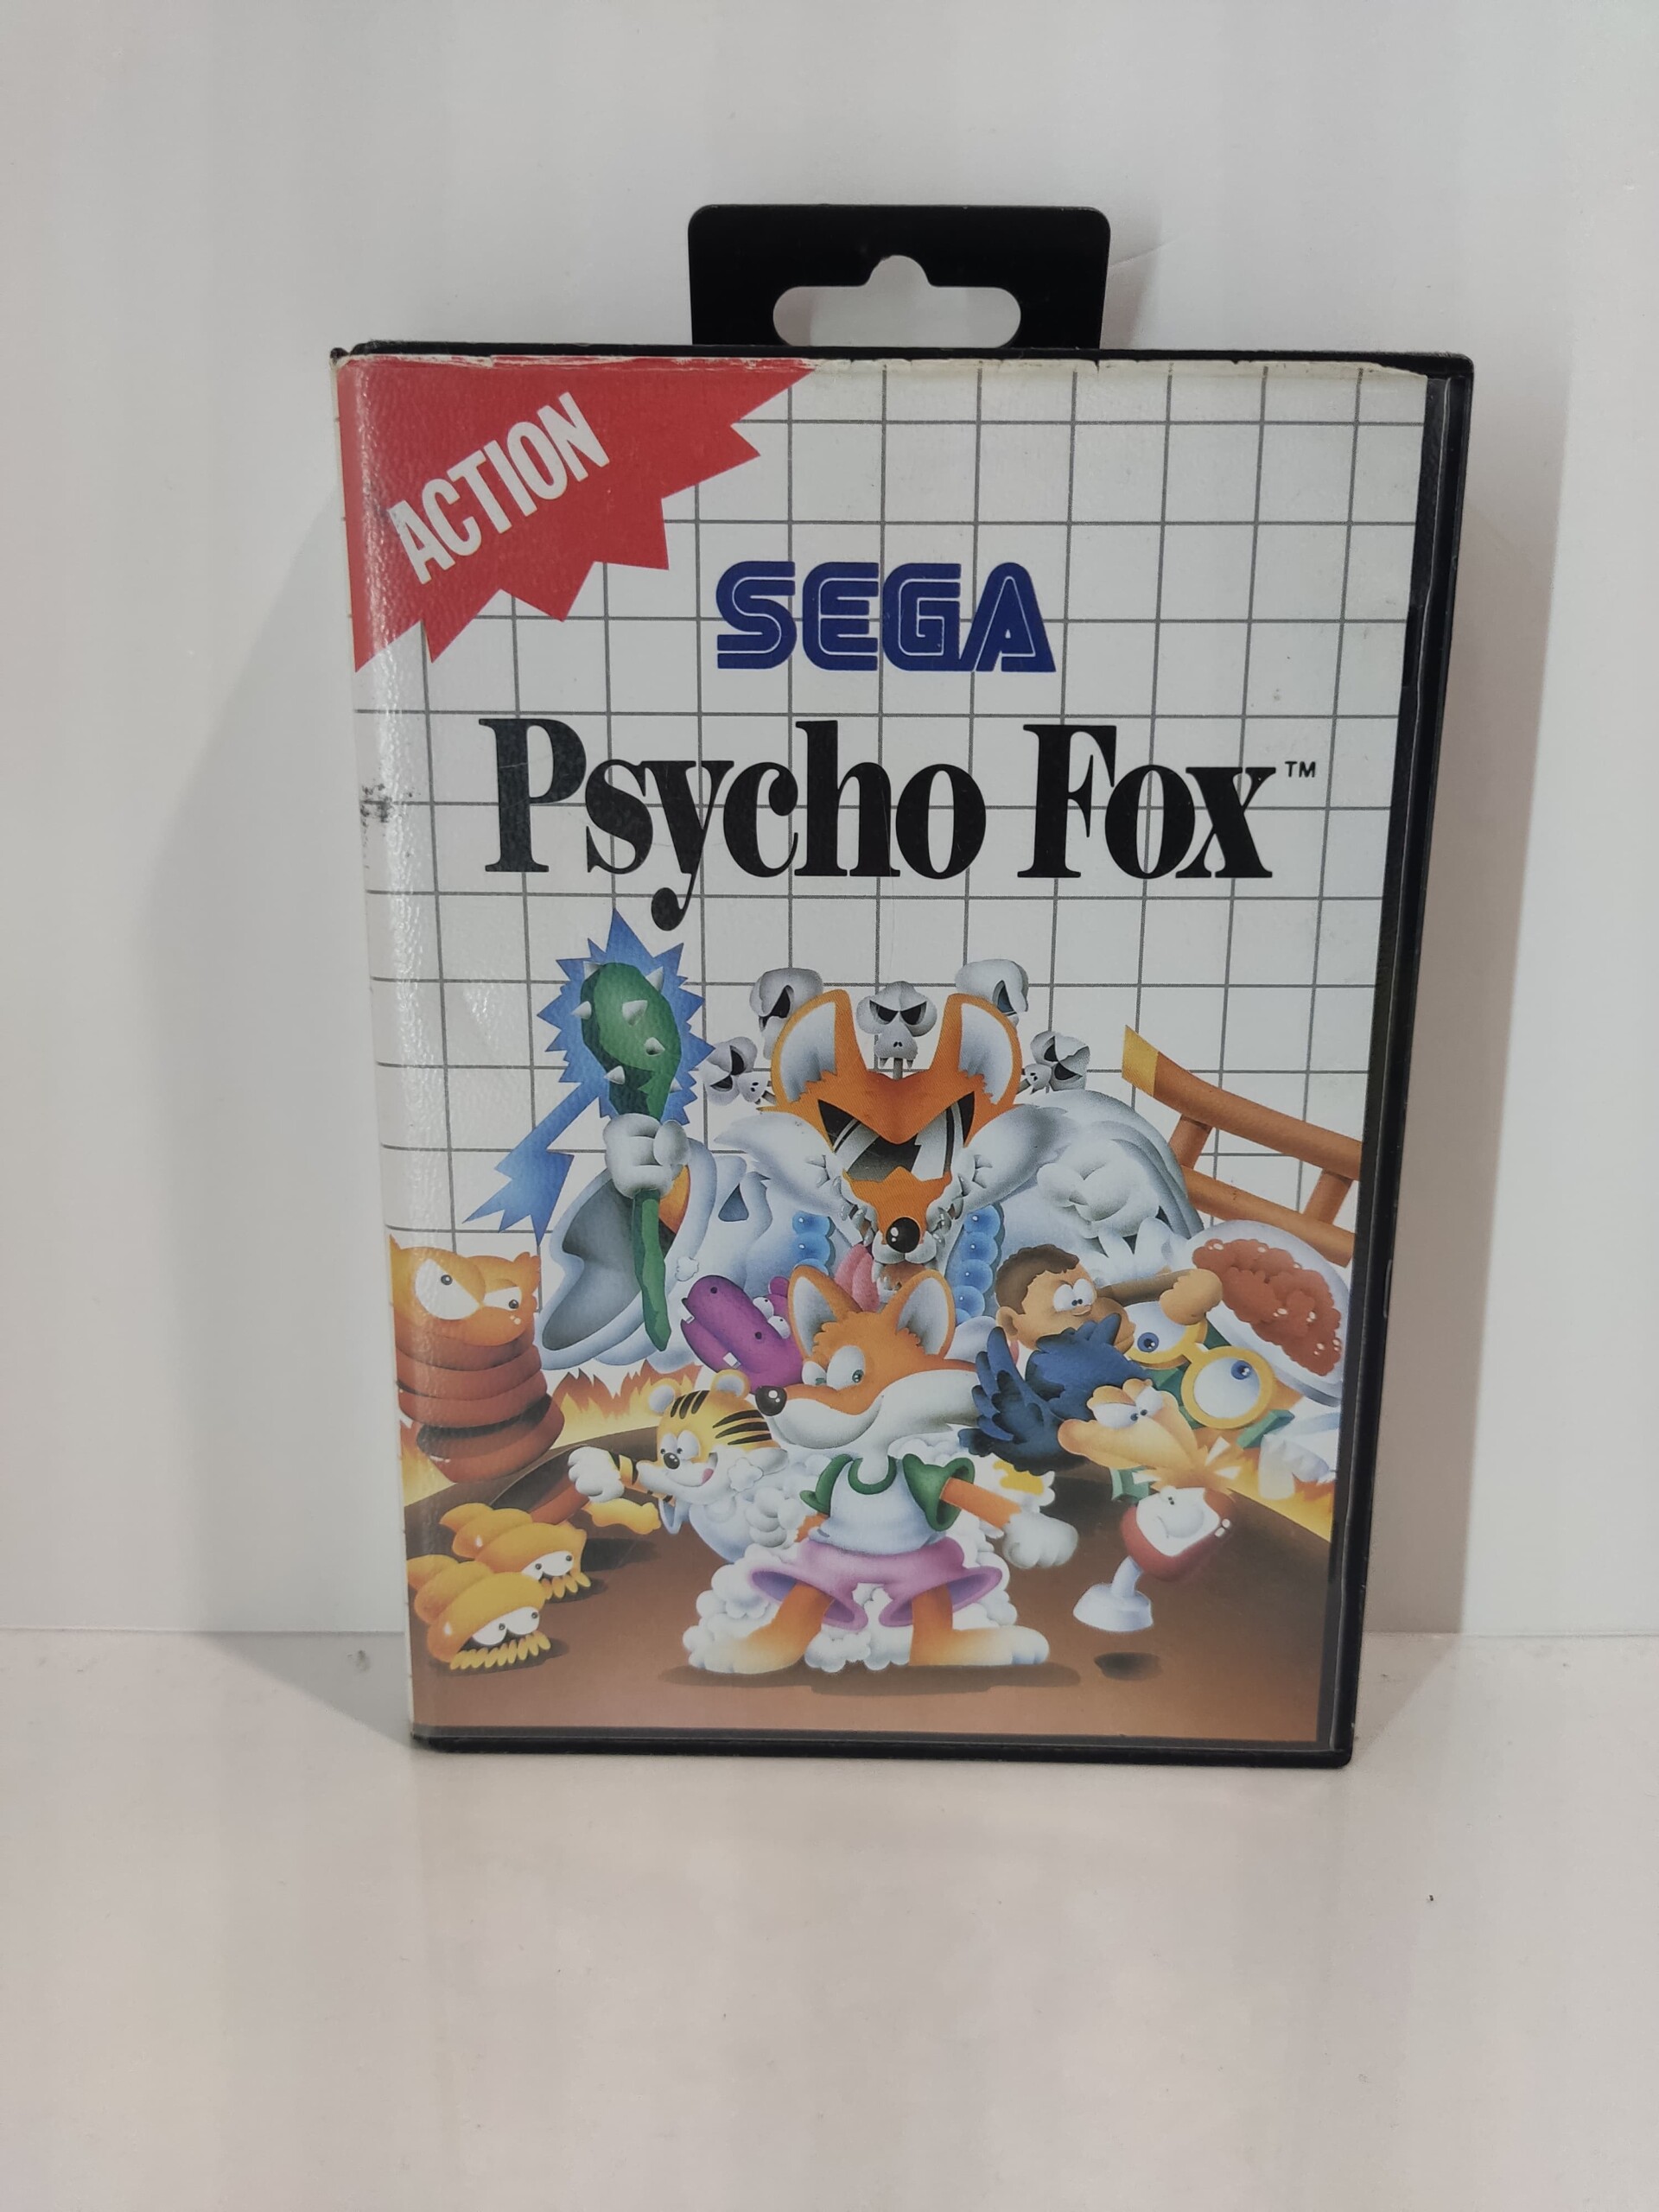 ACTION
SEGA
Psycho Fox™